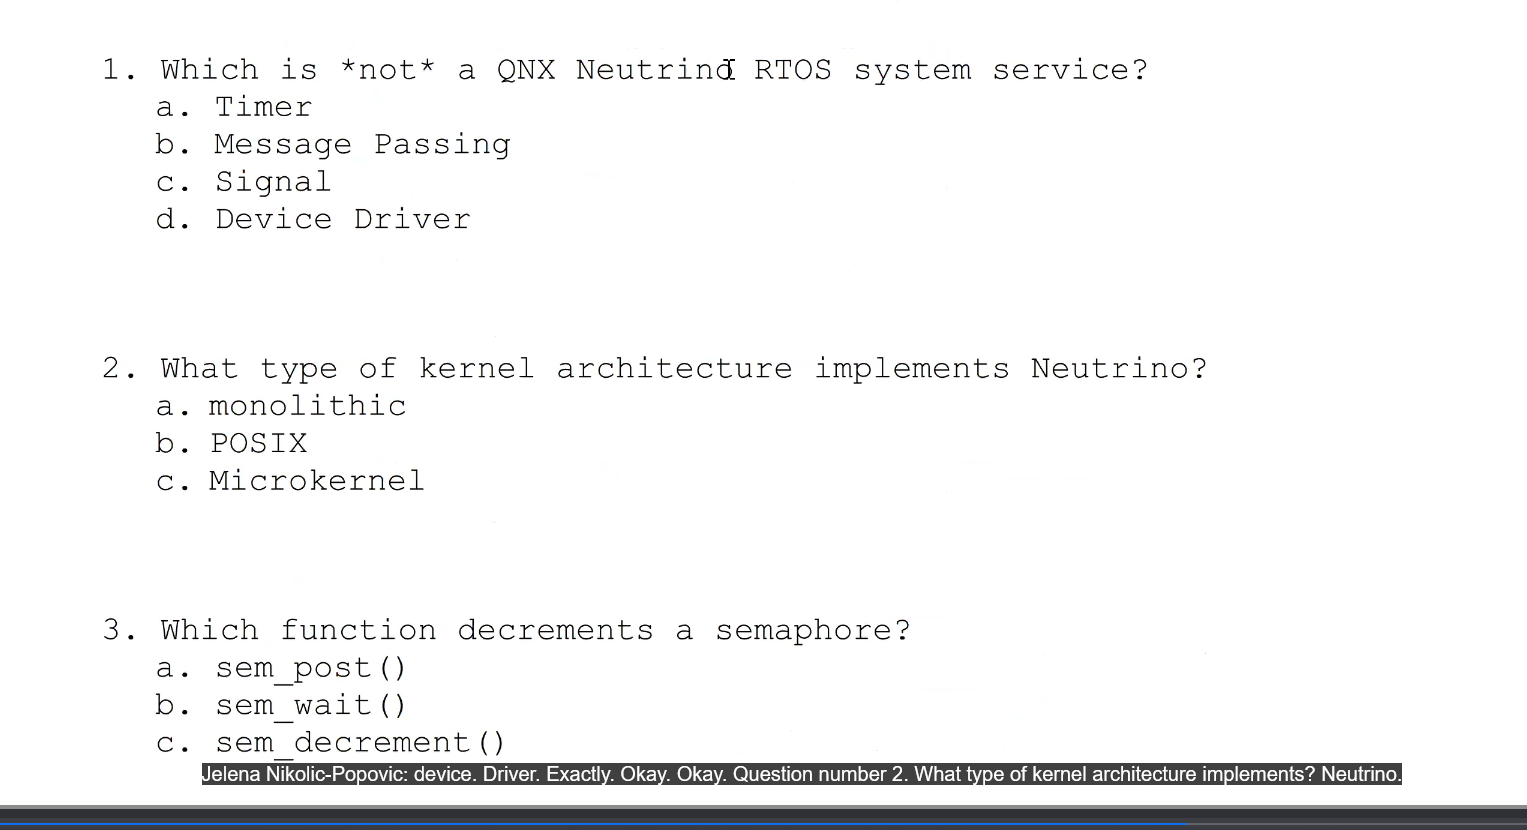 1. Which is *not* a QNX Neutrino RTOS system service?
a. Timer
b. Message Passing
c. Signal
d. Device Driver
2. What type of kernel architecture implements Neutrino?
a. monolithic
b. POSIX
c. Microkernel
3. Which function decrements a semaphore?
a. sem_post()
b. sem_wait()
c. sem_decrement()
Jelena Nikolic-Popovic: device. Driver. Exactly. Okay. Okay. Question number 2. What type of kernel architecture implements? Neutrino.